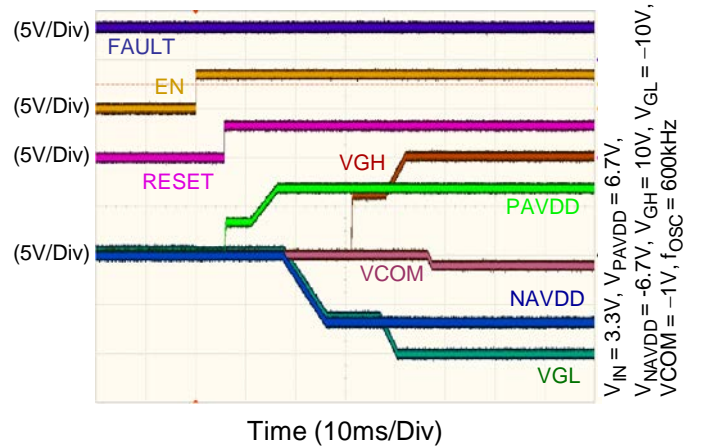 (5V/Div)
FAULT
EN
(5V/Div)
(5V/Div)
RESET
VGH
PAVDD
(5V/Div)
VCOM
NAVDD
VGL
Time (10ms/Div)
VIN = 3.3V, VPAVDD = 6.7V,
VNAVDD = -6.7V, VGH = 10V, VGL = −10V,
VCOM = −1V, fOSC = 600kHz